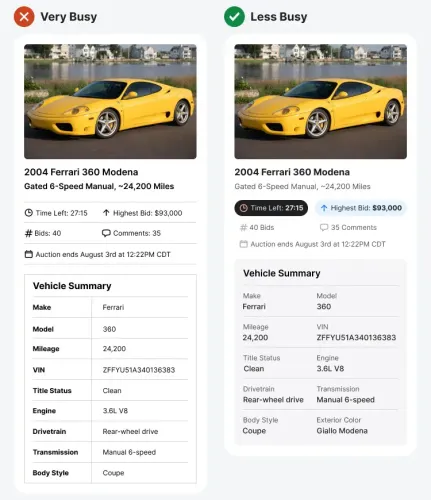 Very Busy
2004 Ferrari 360 Modena
Gated 6-Speed Manual, ~24,200 Miles
Time Left: 27:15 Highest Bid: $93,000
Bids: 40 Comments: 35
Auction ends August 3rd at 12:22PM CDT
Vehicle Summary
Make Ferrari
Model 360
Mileage 24,200
VIN ZFFYU51A340136383
Title Status Clean
Engine 3.6L V8
Drivetrain Rear-wheel drive
Transmission Manual 6-speed
Body Style Coupe
Less Busy
2004 Ferrari 360 Modena
Gated 6-Speed Manual, ~24,200 Miles
Time Left: 27:15 Highest Bid: $93,000
40 Bids 35 Comments
Auction ends August 3rd at 12:22PM CDT
Vehicle Summary
Make Model
Ferrari 360
Mileage VIN
24,200 ZFFYU51A340136383
Title Status Engine
Clean 3.6L V8
Drivetrain Transmission
Rear-wheel drive Manual 6-speed
Body Style Exterior Color
Coupe Giallo Modena